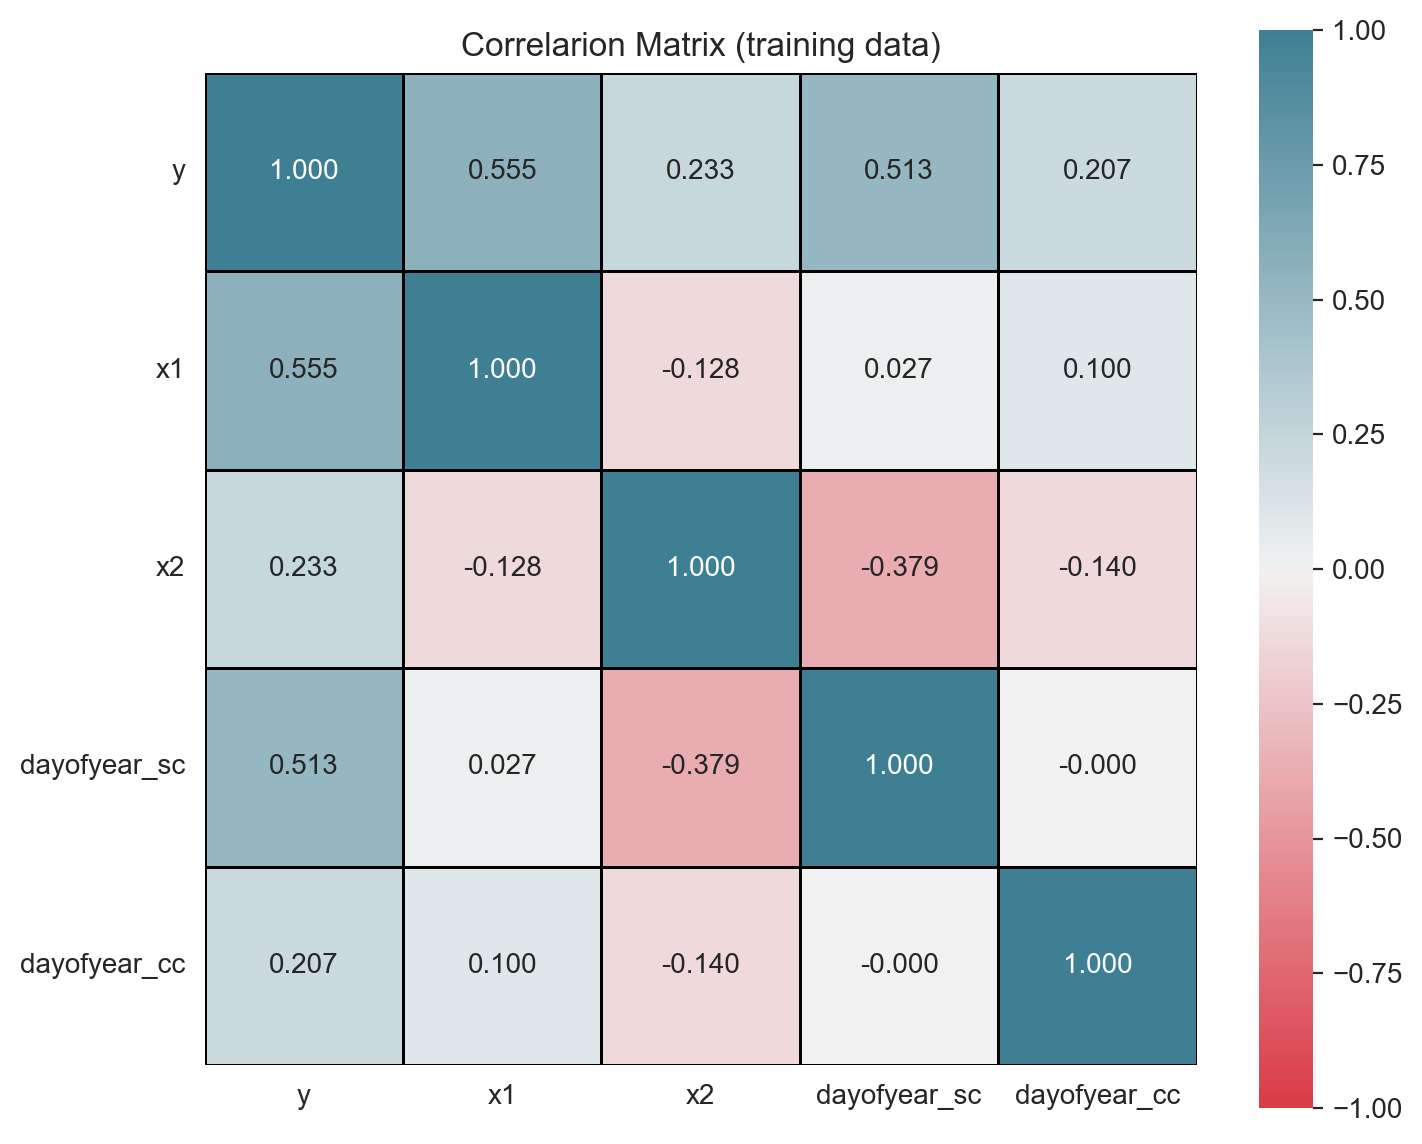 Correlarion Matrix (training data)
y 1.000 0.555 0.233 0.513 0.207
x1 0.555 1.000 -0.128 0.027 0.100
x2 0.233 -0.128 1.000 -0.379 -0.140
dayofyear_sc 0.513 0.027 -0.379 1.000 -0.000
dayofyear_cc 0.207 0.100 -0.140 -0.000 1.000
y x1 x2 dayofyear_sc dayofyear_cc
1.00
0.75
0.50
0.25
0.00
−0.25
−0.50
−0.75
−1.00